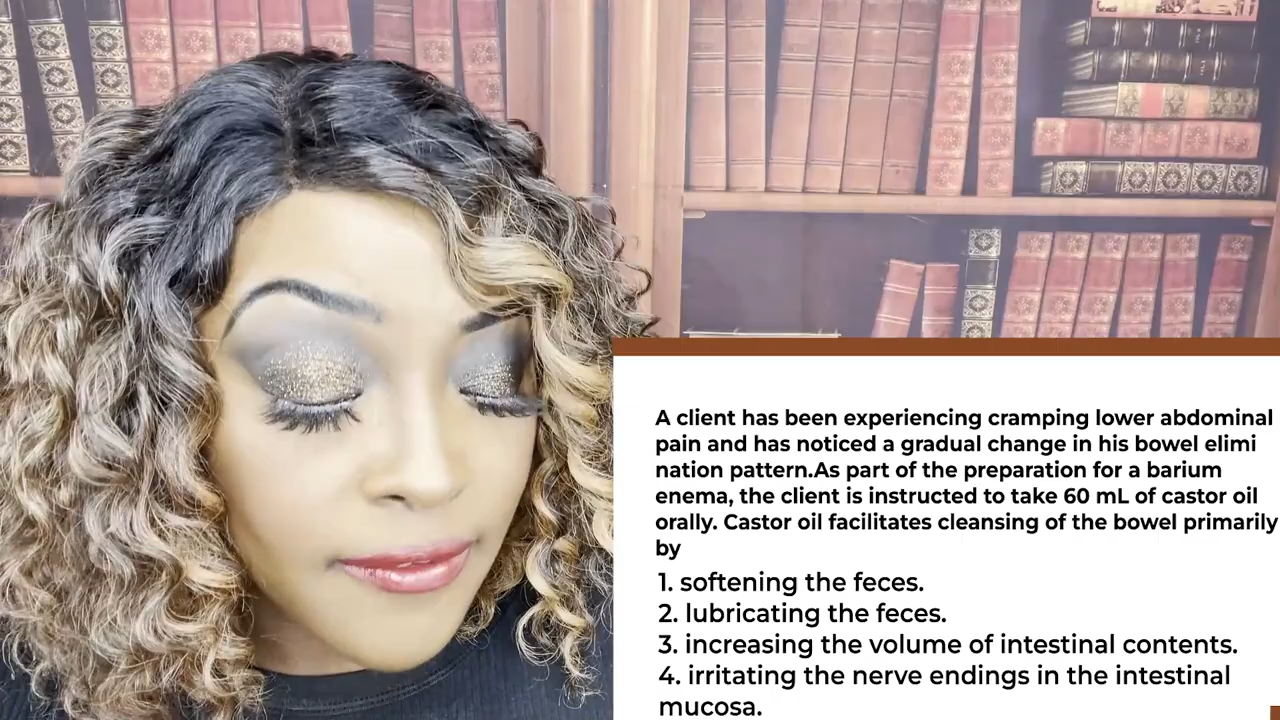 A client has been experiencing cramping lower abdominal
pain and has noticed a gradual change in his bowel elimi
nation pattern.As part of the preparation for a barium
enema, the client is instructed to take 60 mL of castor oil
orally. Castor oil facilitates cleansing of the bowel primarily
by
1. softening the feces.
2. lubricating the feces.
3. increasing the volume of intestinal contents.
4. irritating the nerve endings in the intestinal
mucosa.